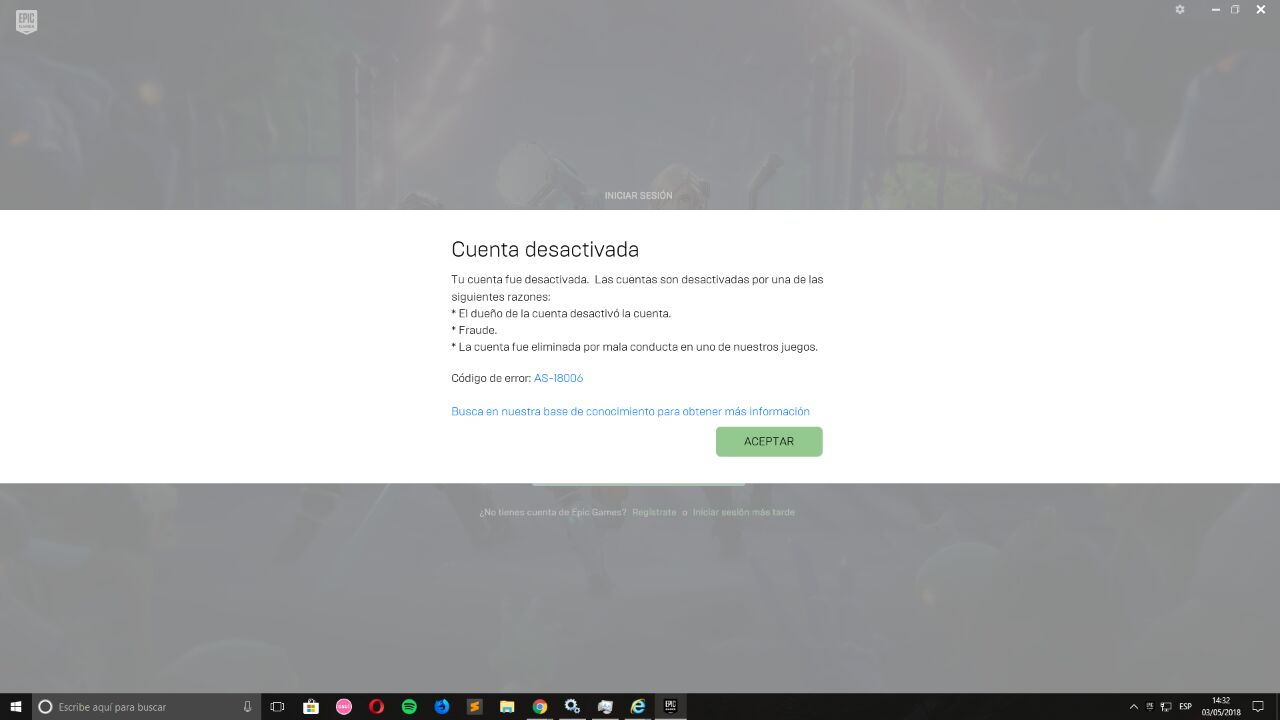 EPIC
GAMES
INICIAR SESIÓN
Cuenta desactivada
Tu cuenta fue desactivada. Las cuentas son desactivadas por una de las
siguientes razones:
* El dueño de la cuenta desactivó la cuenta.
* Fraude.
* La cuenta fue eliminada por mala conducta en uno de nuestros juegos.
Código de error: AS-18006
Busca en nuestra base de conocimiento para obtener más información
ACEPTAR
¿No tienes cuenta de Epic Games? Regístrate o Iniciar sesión más tarde
Escribe aquí para buscar
osu!
EPIC
ESP
14:32
03/05/2018